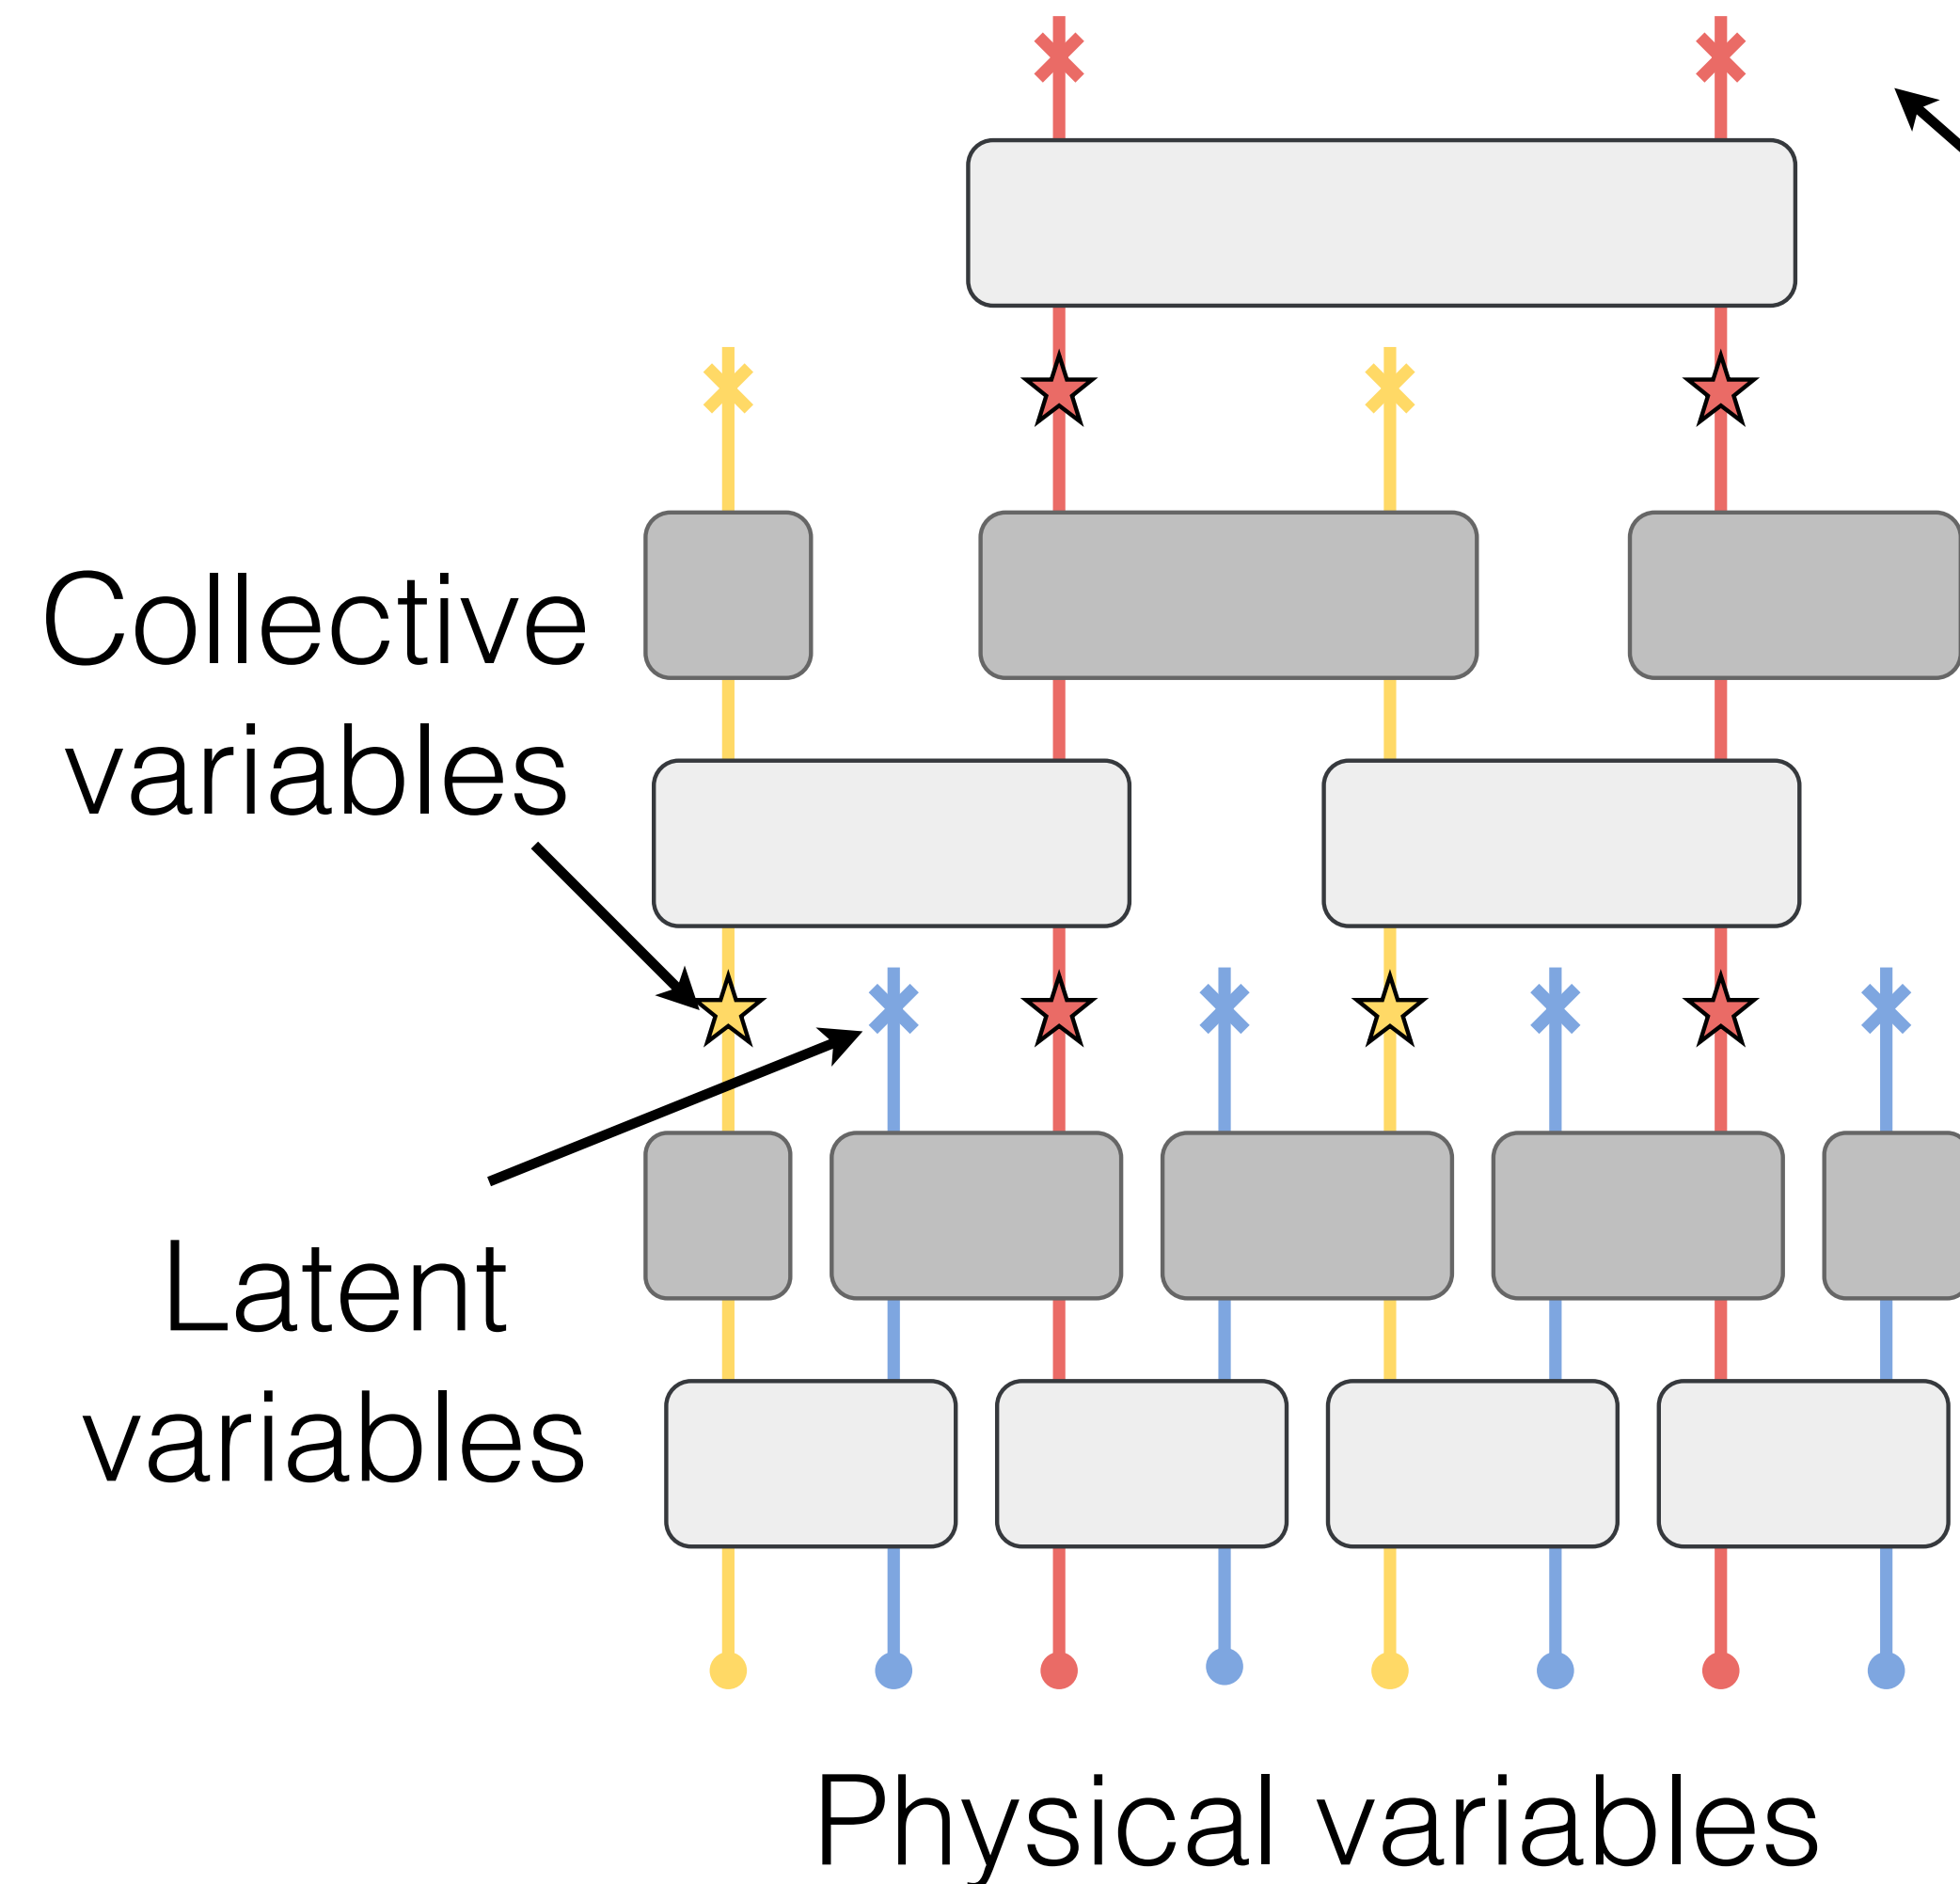 Collective
variables
Latent
variables
Physical variables